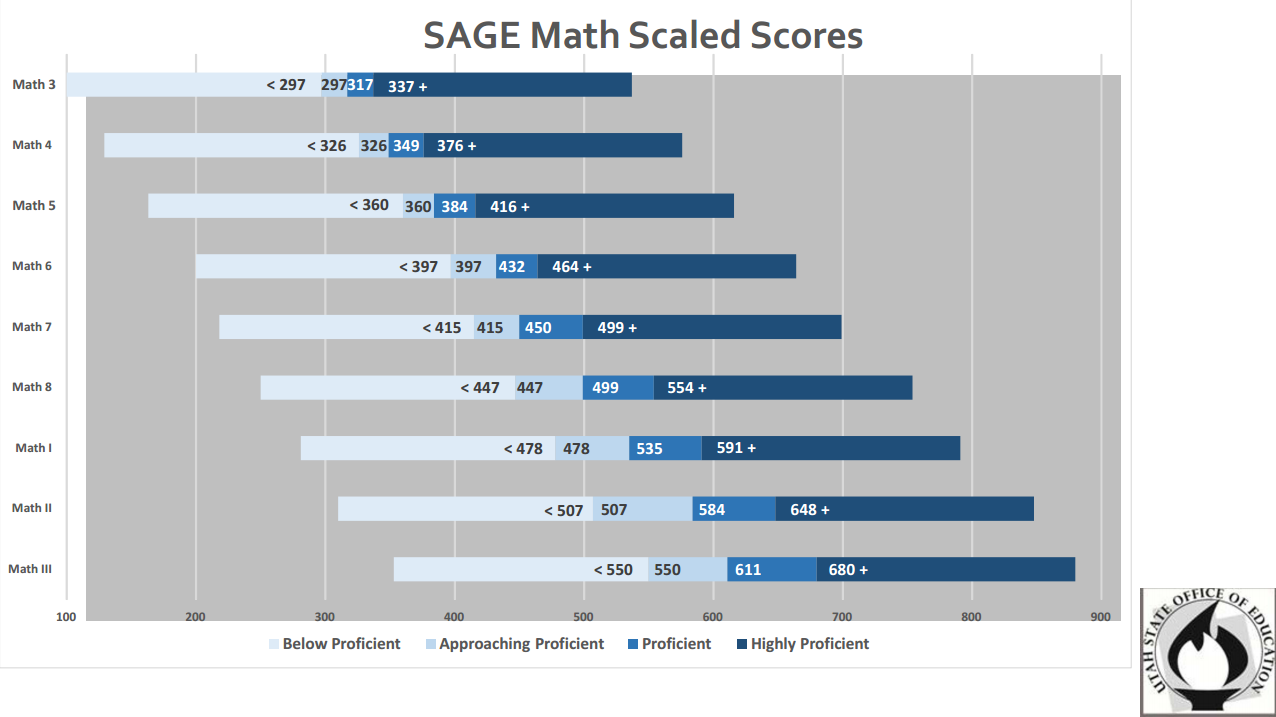 SAGE Math Scaled Scores
Math 3 < 297 297 317 337 +
Math 4 < 326 326 349 376 +
Math 5 < 360 360 384 416 +
Math 6 < 397 397 432 464 +
Math 7 < 415 415 450 499 +
Math 8 < 447 447 499 554 +
Math I < 478 478 535 591 +
Math II < 507 507 584 648 +
Math III < 550 550 611 680 +
100 200 300 400 500 600 700 800 900
Below Proficient Approaching Proficient Proficient Highly Proficient
UTAH STATE OFFICE OF EDUCATION